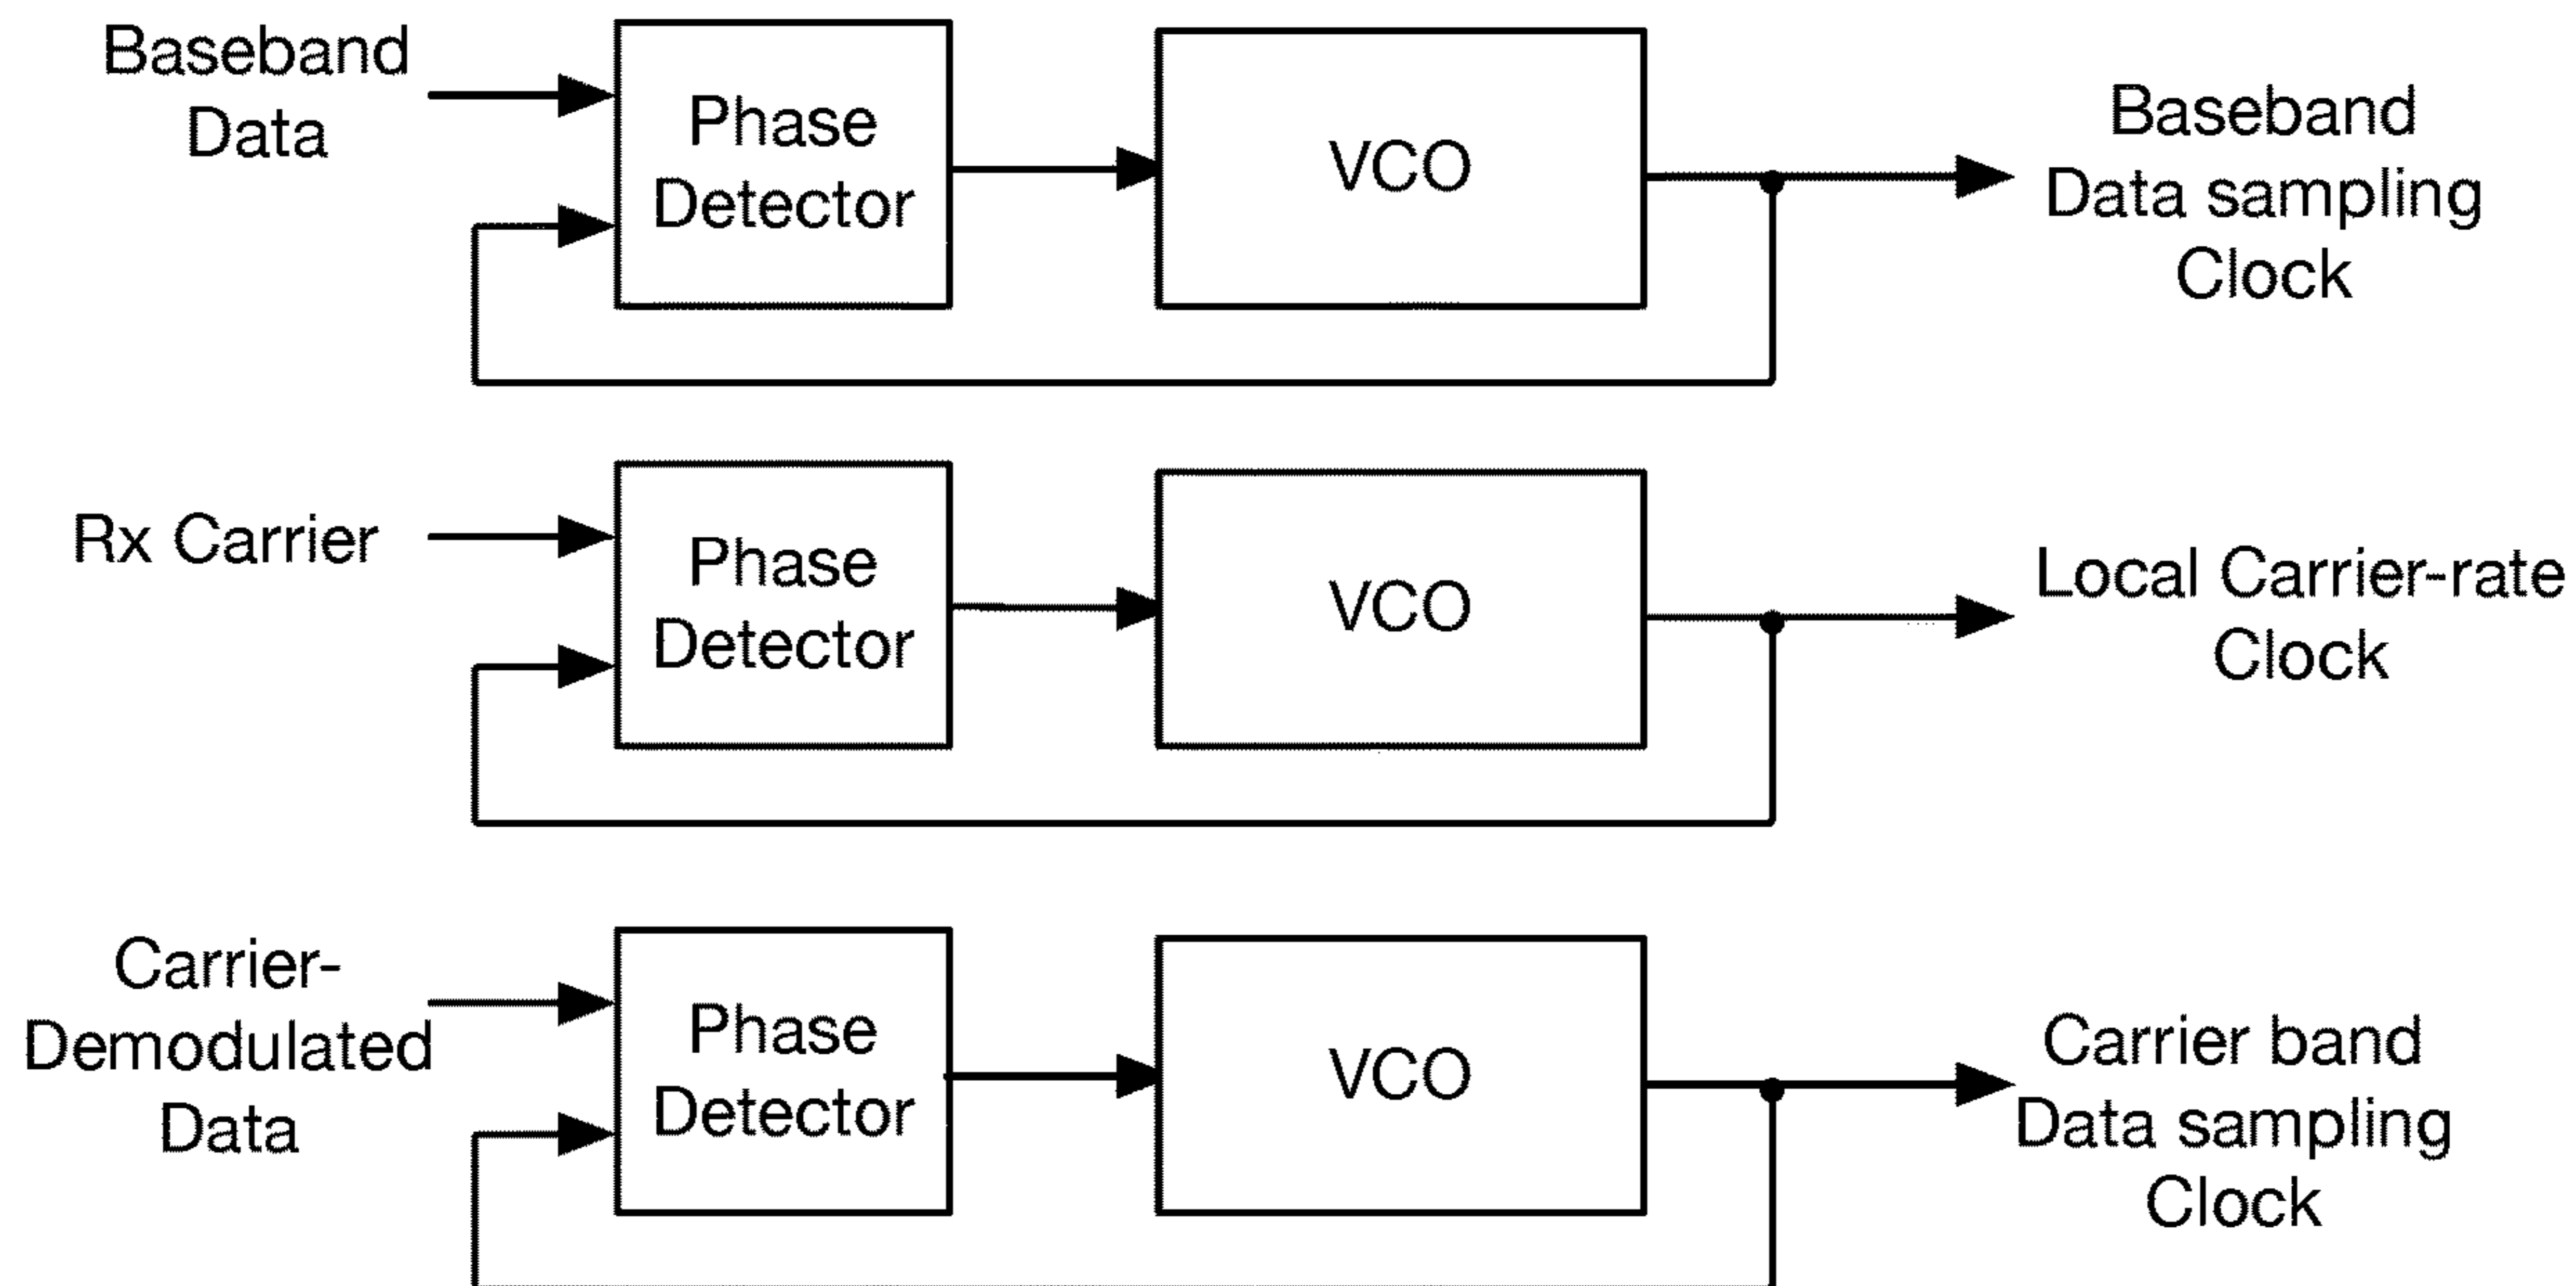 Baseband
Data
Phase
Detector
VCO
Baseband
Data sampling
Clock
Rx Carrier
Phase
Detector
VCO
Local Carrier-rate
Clock
Carrier-
Demodulated
Data
Phase
Detector
VCO
Carrier band
Data sampling
Clock